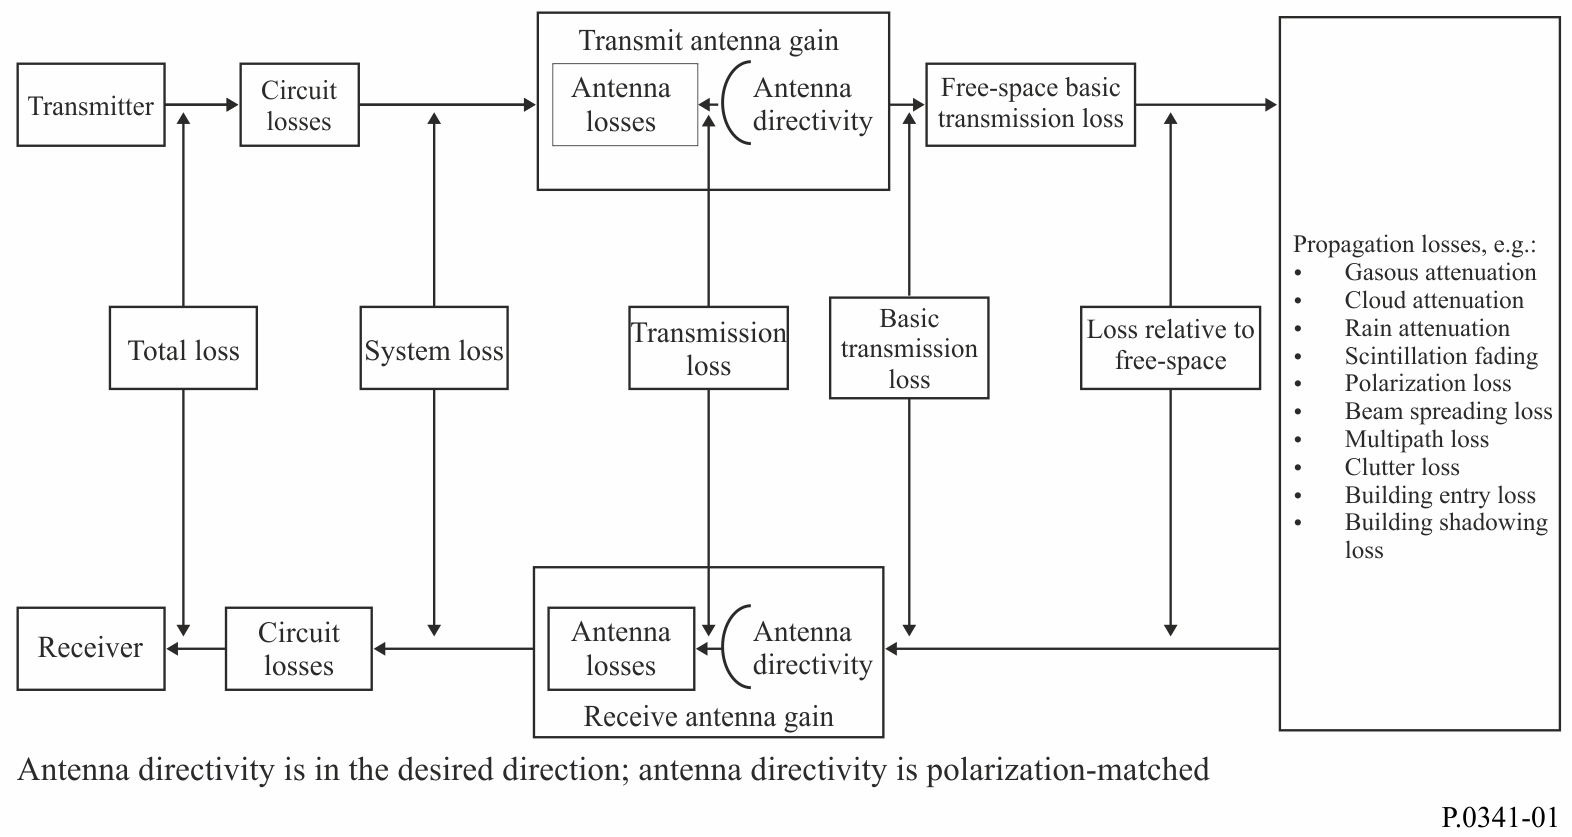 Transmit antenna gain
Transmitter
Circuit
losses
Antenna
losses
Antenna
directivity
Free-space basic
transmission loss
Total loss
System loss
Transmission
loss
Basic
transmission
loss
Loss relative to
free-space
Propagation losses, e.g.:
• Gasous attenuation
• Cloud attenuation
• Rain attenuation
• Scintillation fading
• Polarization loss
• Beam spreading loss
• Multipath loss
• Clutter loss
• Building entry loss
• Building shadowing
loss
Receiver
Circuit
losses
Antenna
losses
Antenna
directivity
Receive antenna gain
Antenna directivity is in the desired direction; antenna directivity is polarization-matched
P.0341-01